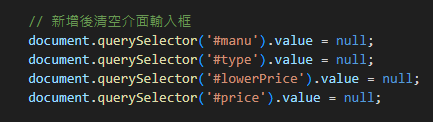 // 新增後清空介面輸入框
document.querySelector('#manu').value = null;
document.querySelector('#type').value = null;
document.querySelector('#lowerPrice').value = null;
document.querySelector('#price').value = null;